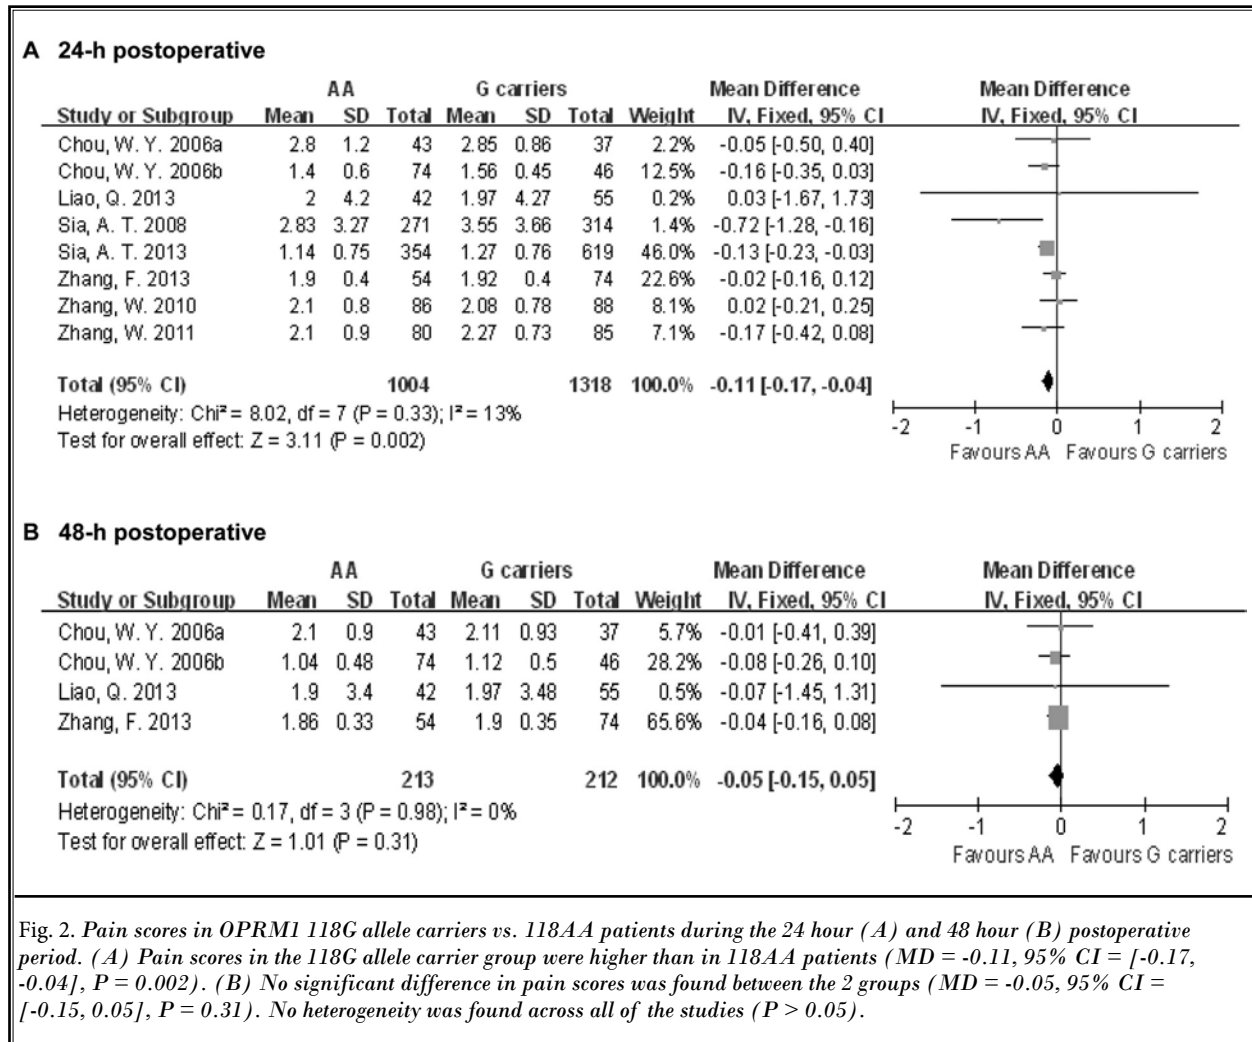 A 24-h postoperative
AA G carriers Mean Difference Mean Difference
Study or Subgroup Mean SD Total Mean SD Total Weight IV, Fixed, 95% CI IV, Fixed, 95% CI
Chou, W. Y. 2006a 2.8 1.2 43 2.85 0.86 37 2.2% -0.05 [-0.50, 0.40]
Chou, W. Y. 2006b 1.4 0.6 74 1.56 0.45 46 12.5% -0.16 [-0.35, 0.03]
Liao, Q. 2013 2 4.2 42 1.97 4.27 55 0.2% 0.03 [-1.67, 1.73]
Sia, A. T. 2008 2.83 3.27 271 3.55 3.66 314 1.4% -0.72 [-1.28, -0.16]
Sia, A. T. 2013 1.14 0.75 354 1.27 0.76 619 46.0% -0.13 [-0.23, -0.03]
Zhang, F. 2013 1.9 0.4 54 1.92 0.4 74 22.6% -0.02 [-0.16, 0.12]
Zhang, W. 2010 2.1 0.8 86 2.08 0.78 88 8.1% 0.02 [-0.21, 0.25]
Zhang, W. 2011 2.1 0.9 80 2.27 0.73 85 7.1% -0.17 [-0.42, 0.08]
Total (95% CI) 1004 1318 100.0% -0.11 [-0.17, -0.04]
Heterogeneity: Chi² = 8.02, df = 7 (P = 0.33); I² = 13%
Test for overall effect: Z = 3.11 (P = 0.002)
-2 -1 0 1 2
Favours AA Favours G carriers
B 48-h postoperative
AA G carriers Mean Difference Mean Difference
Study or Subgroup Mean SD Total Mean SD Total Weight IV, Fixed, 95% CI IV, Fixed, 95% CI
Chou, W. Y. 2006a 2.1 0.9 43 2.11 0.93 37 5.7% -0.01 [-0.41, 0.39]
Chou, W. Y. 2006b 1.04 0.48 74 1.12 0.5 46 28.2% -0.08 [-0.26, 0.10]
Liao, Q. 2013 1.9 3.4 42 1.97 3.48 55 0.5% -0.07 [-1.45, 1.31]
Zhang, F. 2013 1.86 0.33 54 1.9 0.35 74 65.6% -0.04 [-0.16, 0.08]
Total (95% CI) 213 212 100.0% -0.05 [-0.15, 0.05]
Heterogeneity: Chi² = 0.17, df = 3 (P = 0.98); I² = 0%
Test for overall effect: Z = 1.01 (P = 0.31)
-2 -1 0 1 2
Favours AA Favours G carriers
Fig. 2. Pain scores in OPRM1 118G allele carriers vs. 118AA patients during the 24 hour (A) and 48 hour (B) postoperative
period. (A) Pain scores in the 118G allele carrier group were higher than in 118AA patients (MD = -0.11, 95% CI = [-0.17,
-0.04], P = 0.002). (B) No significant difference in pain scores was found between the 2 groups (MD = -0.05, 95% CI =
[-0.15, 0.05], P = 0.31). No heterogeneity was found across all of the studies (P > 0.05).